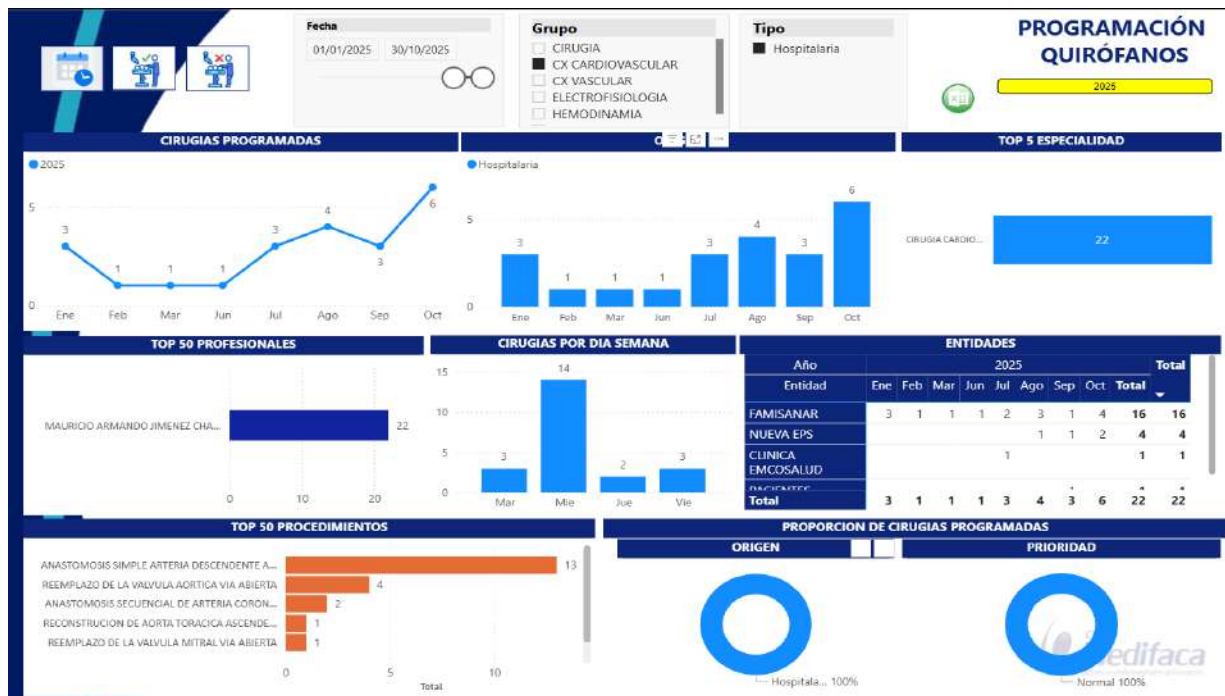 Fecha
01/01/2025 30/10/2025
Grupo
CIRUGIA
CX CARDIOVASCULAR
CX VASCULAR
ELECTROFISIOLOGIA
HEMODINAMIA
Tipo
Hospitalaria
PROGRAMACIÓN
QUIRÓFANOS
2025
CIRUGIAS PROGRAMADAS
2025
5
0
3
1
1
1
3
4
3
6
Ene Feb Mar Jun Jul Ago Sep Oct
Hospitalaria
5
0
3
1
1
1
3
4
3
6
Ene Feb Mar Jun Jul Ago Sep Oct
TOP 5 ESPECIALIDAD
CIRUGIA CARDIO...
22
TOP 50 PROFESIONALES
MAURICIO ARMANDO JIMENEZ CHA...
22
0 10 20
CIRUGIAS POR DIA SEMANA
15
10
5
0
3
14
2
3
Mar Mie Jue Vie
ENTIDADES
Año 2025 Total
Entidad Ene Feb Mar Jun Jul Ago Sep Oct Total
FAMISANAR 3 1 1 1 2 3 1 4 16 16
NUEVA EPS 1 1 2 4 4
CLINICA EMCOSALUD 1 1 1
Total 3 1 1 1 3 4 3 6 22 22
TOP 50 PROCEDIMIENTOS
ANASTOMOSIS SIMPLE ARTERIA DESCENDENTE A... 13
REEMPLAZO DE LA VALVULA AORTICA VIA ABIERTA 4
ANASTOMOSIS SECUENCIAL DE ARTERIA CORON... 2
RECONSTRUCION DE AORTA TORACICA ASCENDE... 1
REEMPLAZO DE LA VALVULA MITRAL VIA ABIERTA 1
0 5 10
Total
PROPORCION DE CIRUGIAS PROGRAMADAS
ORIGEN
Hospitala... 100%
PRIORIDAD
Normal 100%